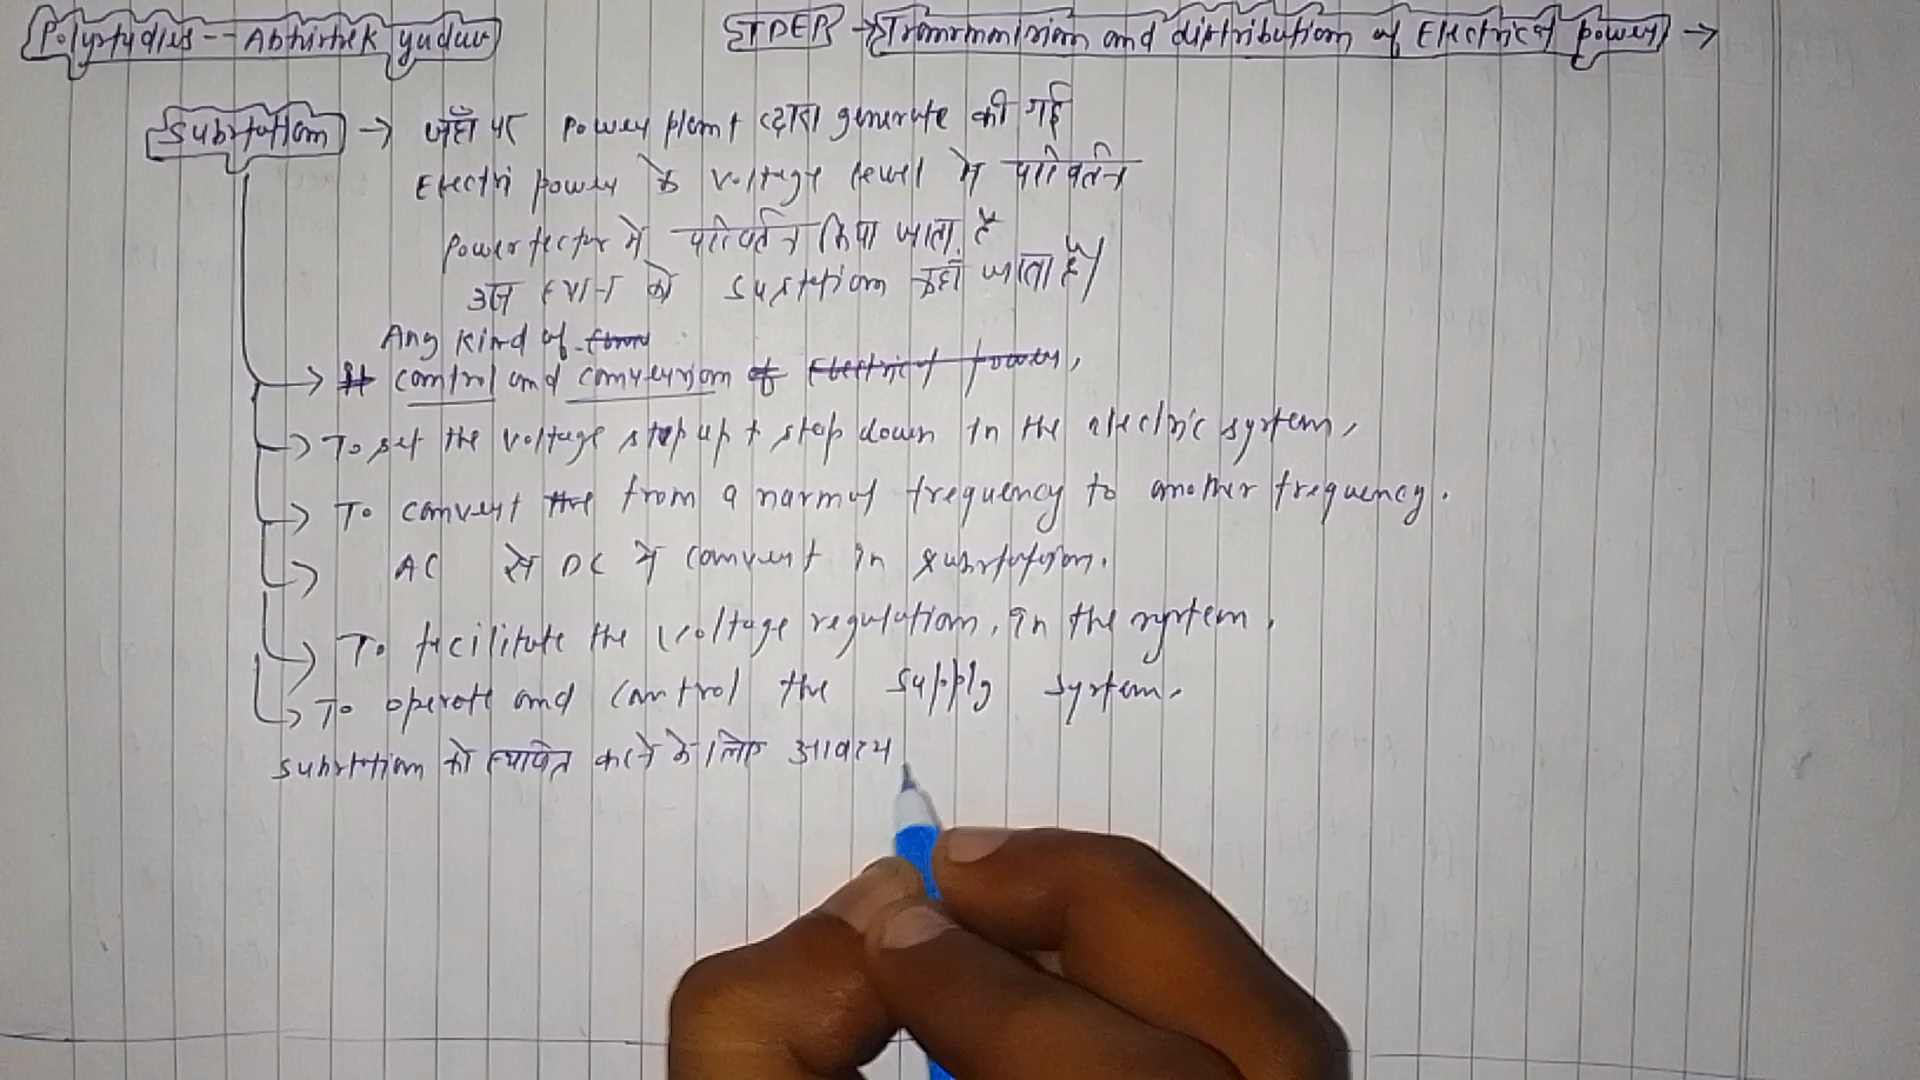 Polystudies -- Abhishek yadav
TDEP → Transmission and distribution of Electrical power →
Substation → जहाँ पर power plant द्वारा generate की गई
Electri power के voltage level में परिवर्तन
power fector में परिवर्तन किया जाता है
उस स्थान को Substation कहाँ जाता है।
Any kind of
→ control and conversion
→ To set the voltage step up + step down in the electric system,
→ To convert from a normal frequency to another frequency.
→ AC से DC में convert in substation.
→ To fecilitate the voltage regulation, in the system.
→ To operate and control the supply system.
substation को स्थापित करने के लिए आवश्य